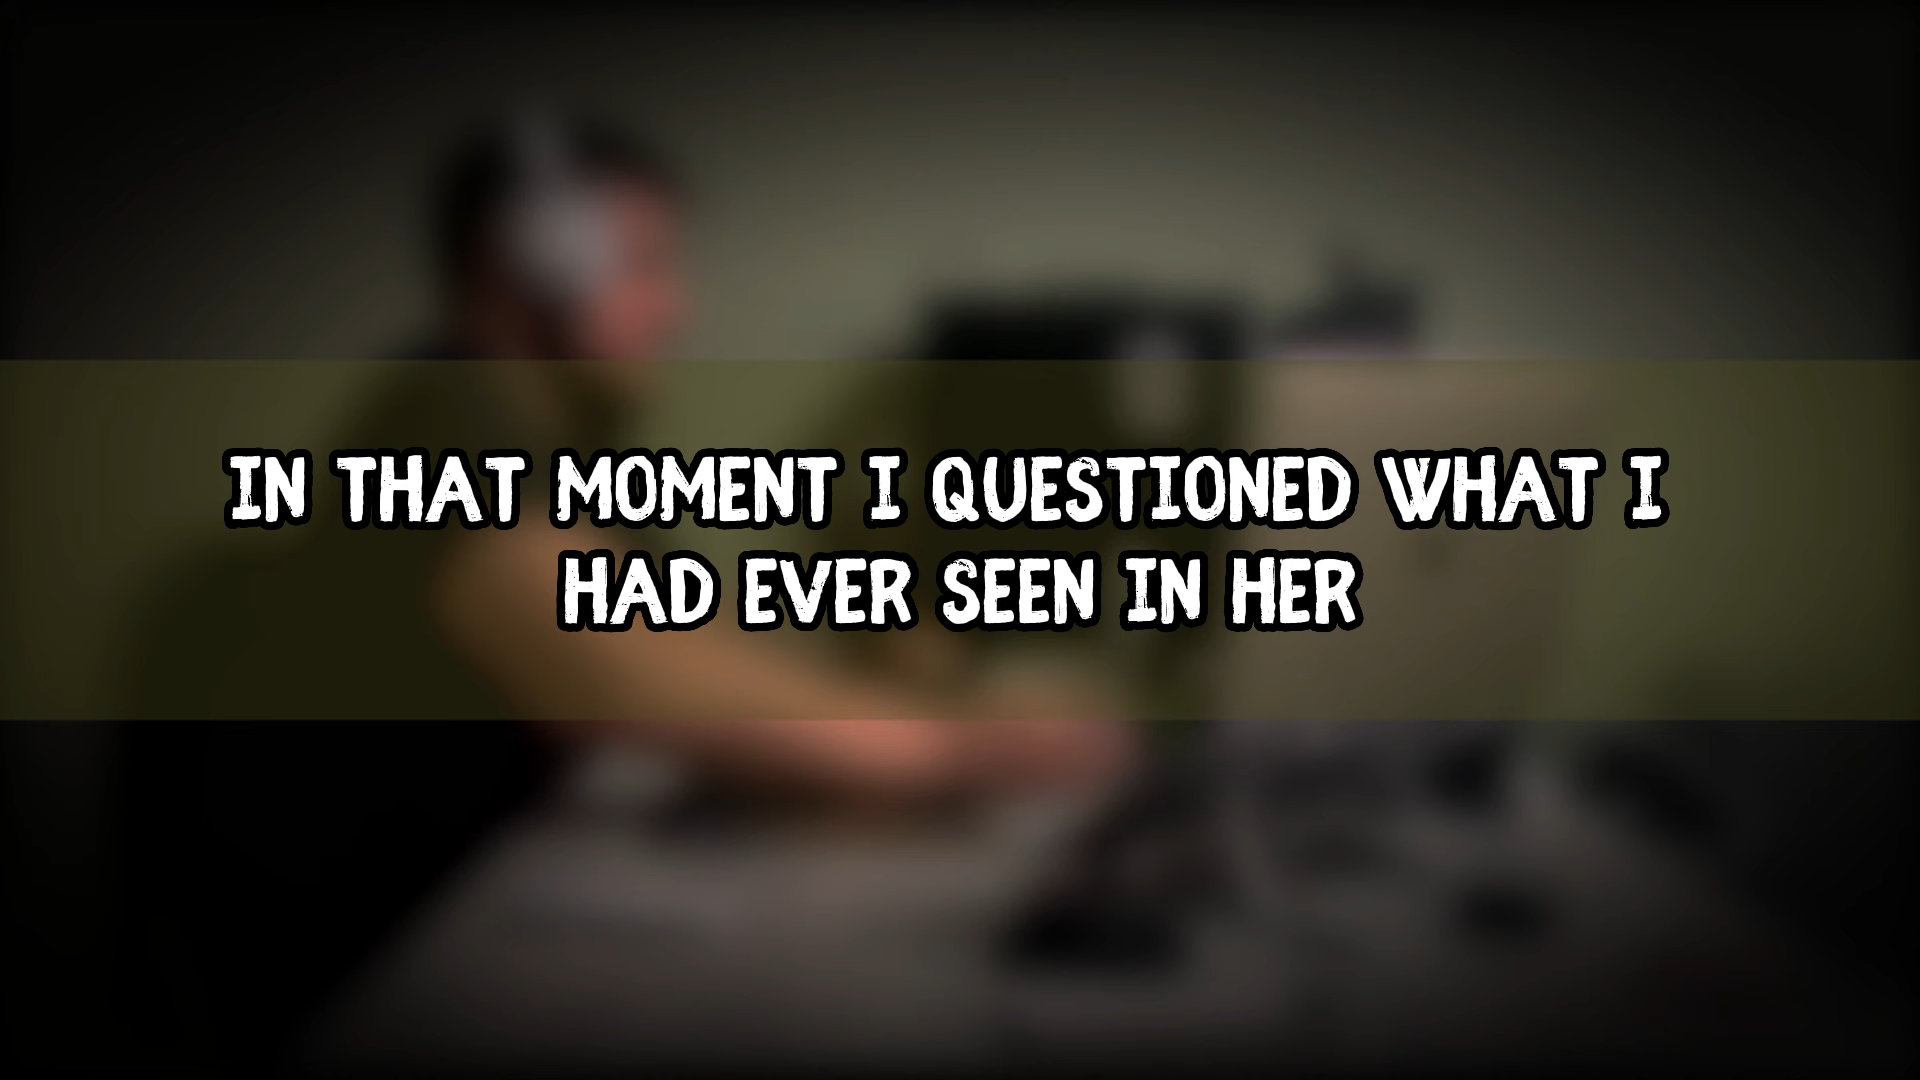 IN THAT MOMENT I QUESTIONED WHAT I
HAD EVER SEEN IN HER